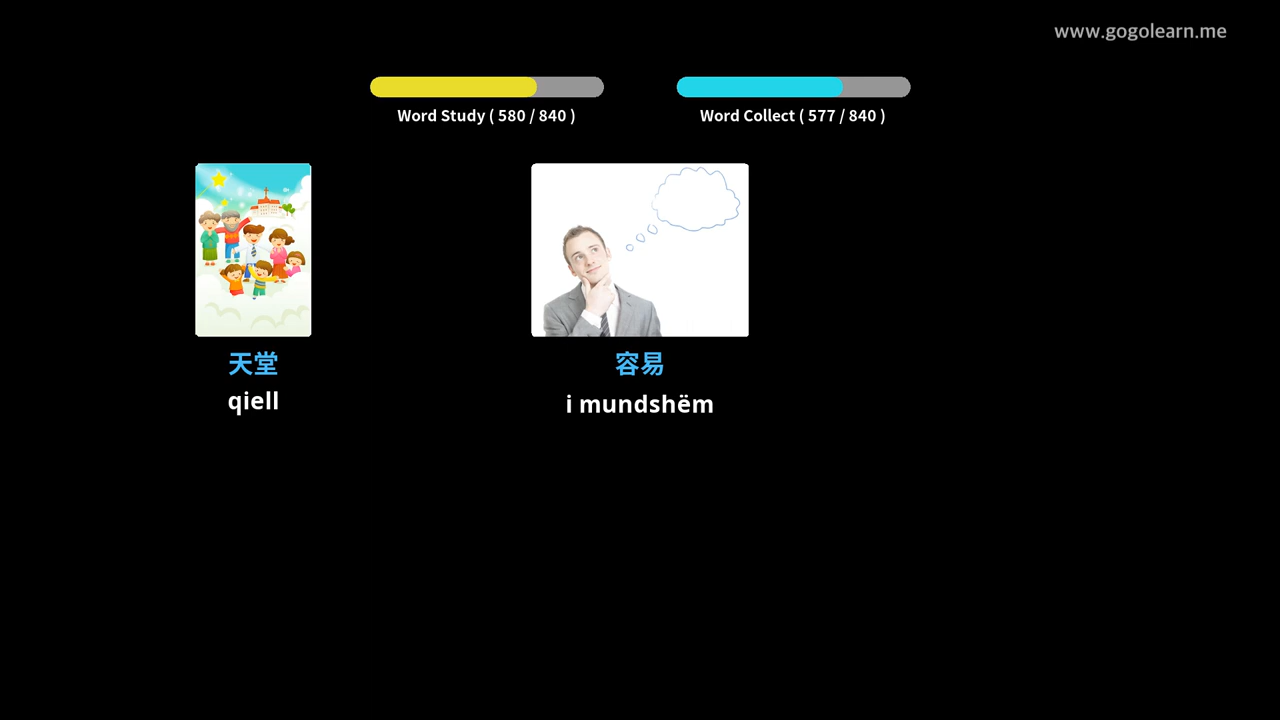 www.gogolearn.me
Word Study ( 580 / 840 )
Word Collect ( 577 / 840 )
天堂
qiell
容易
i mundshëm